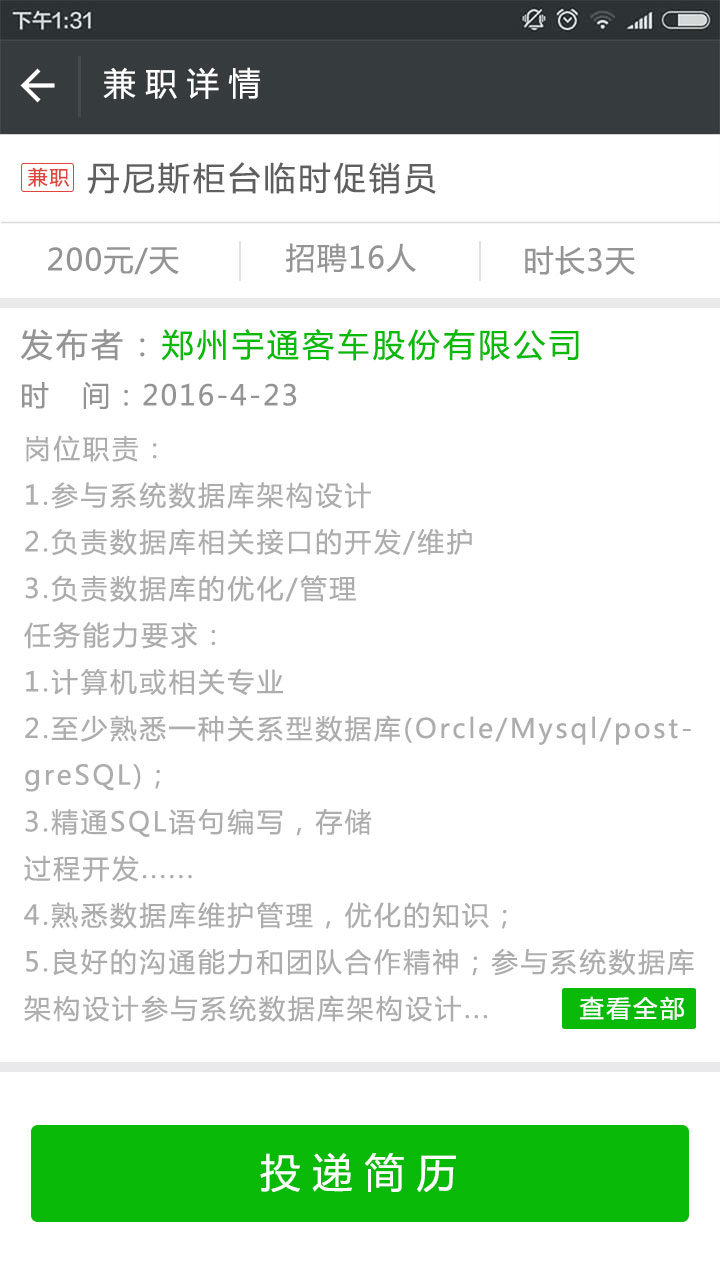 下午1:31
兼职详情
兼职 丹尼斯柜台临时促销员
200元/天 招聘16人 时长3天
发布者：郑州宇通客车股份有限公司
时 间：2016-4-23
岗位职责：
1.参与系统数据库架构设计
2.负责数据库相关接口的开发/维护
3.负责数据库的优化/管理
任务能力要求：
1.计算机或相关专业
2.至少熟悉一种关系型数据库(Orcle/Mysql/post-
greSQL)；
3.精通SQL语句编写，存储
过程开发......
4.熟悉数据库维护管理，优化的知识；
5.良好的沟通能力和团队合作精神；参与系统数据库
架构设计参与系统数据库架构设计... 查看全部
投递简历